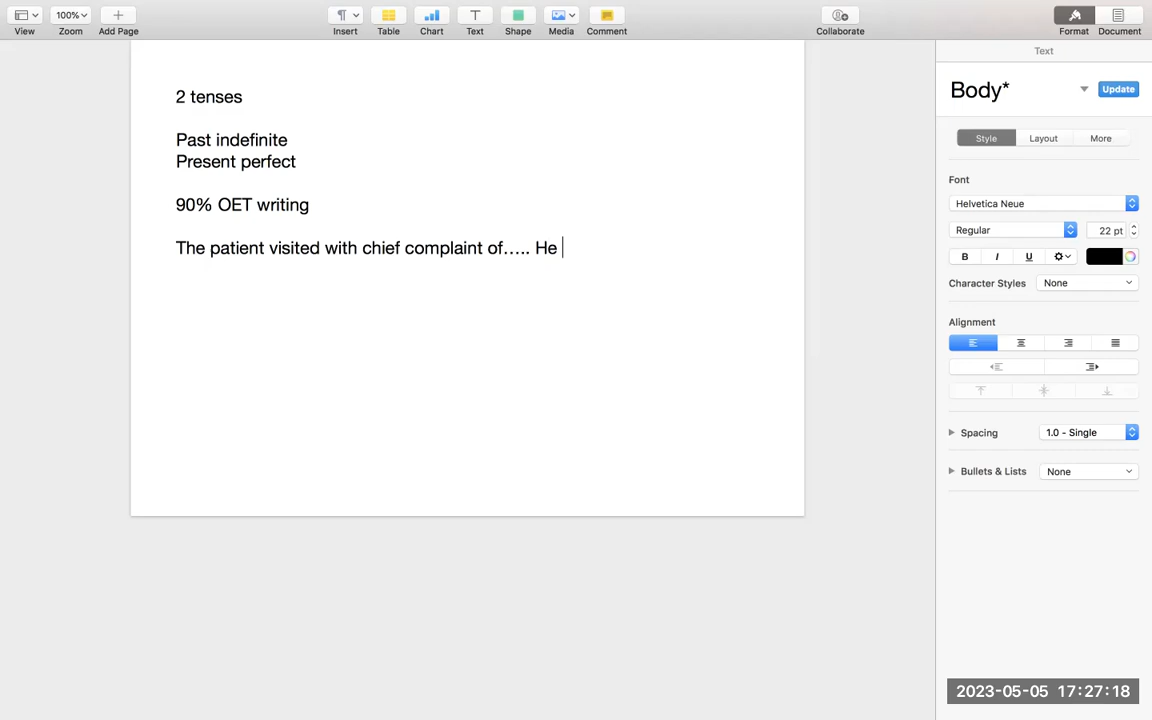 View
100%
Zoom
Add Page
Insert
Table
Chart
Text
Shape
Media
Comment
Collaborate
Format
Document
2 tenses
Past indefinite
Present perfect
90% OET writing
The patient visited with chief complaint of….. He
Text
Body*
Update
Style
Layout
More
Font
Helvetica Neue
Regular
22 pt
B I U
Character Styles
None
Alignment
Spacing
1.0 - Single
Bullets & Lists
None
2023-05-05 17:27:18